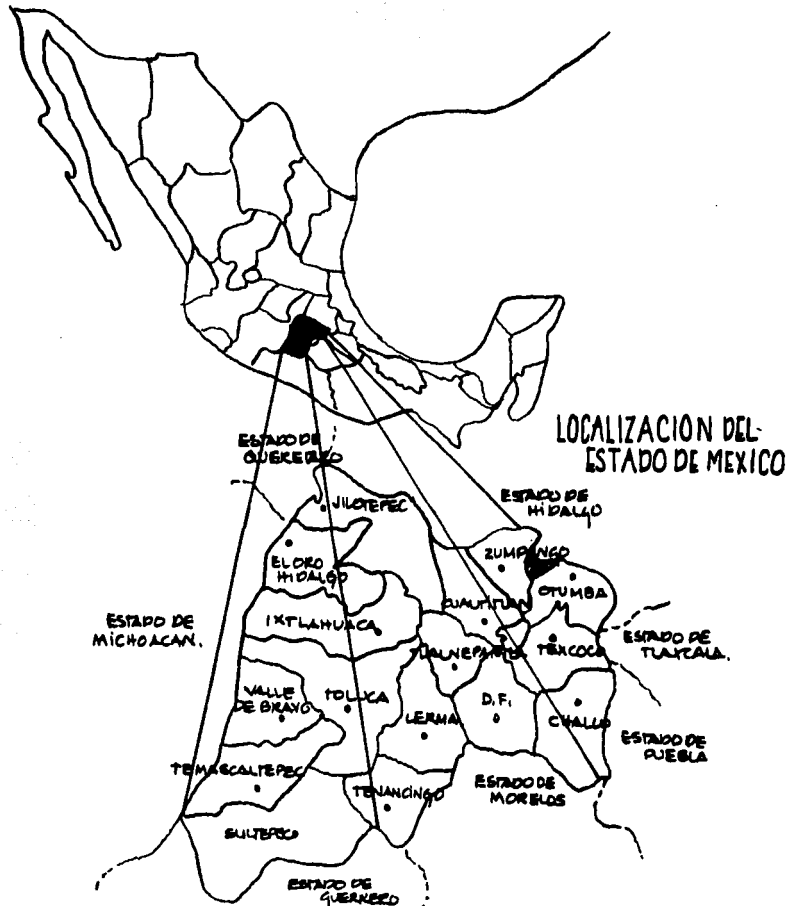 LOCALIZACION DEL
ESTADO DE MEXICO
ESTADO DE
QUERETARO
JILOTEPEC
ESTADO DE
HIDALGO
ZUMPANGO
EL ORO
HIDALGO
OTUMBA
CUAUTITLAN
IXTLAHUACA
ESTADO DE
MICHOACAN.
TLALNEPANTLA
TEXCOCO
ESTADO DE
TLAXCALA.
VALLE
DE BRAVO
TOLUCA
D.F.
LERMA
CHALCO
ESTADO DE
PUEBLA
TEMASCALTEPEC
ESTADO DE
MORELOS
TENANCINGO
SULTEPEC
ESTADO DE
GUERRERO